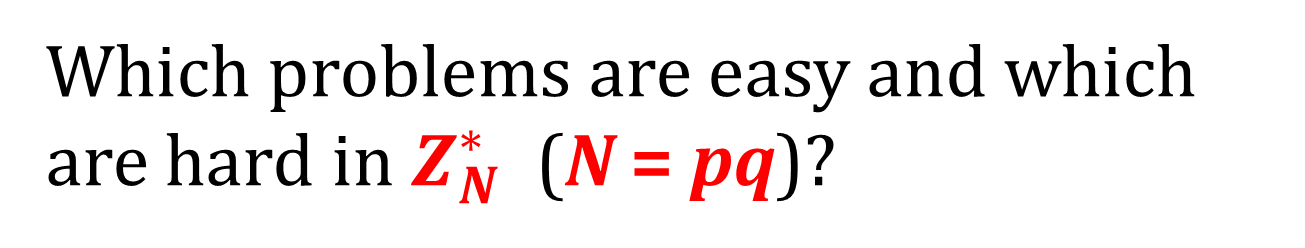 Which problems are easy and which
are hard in Z*N (N = pq)?